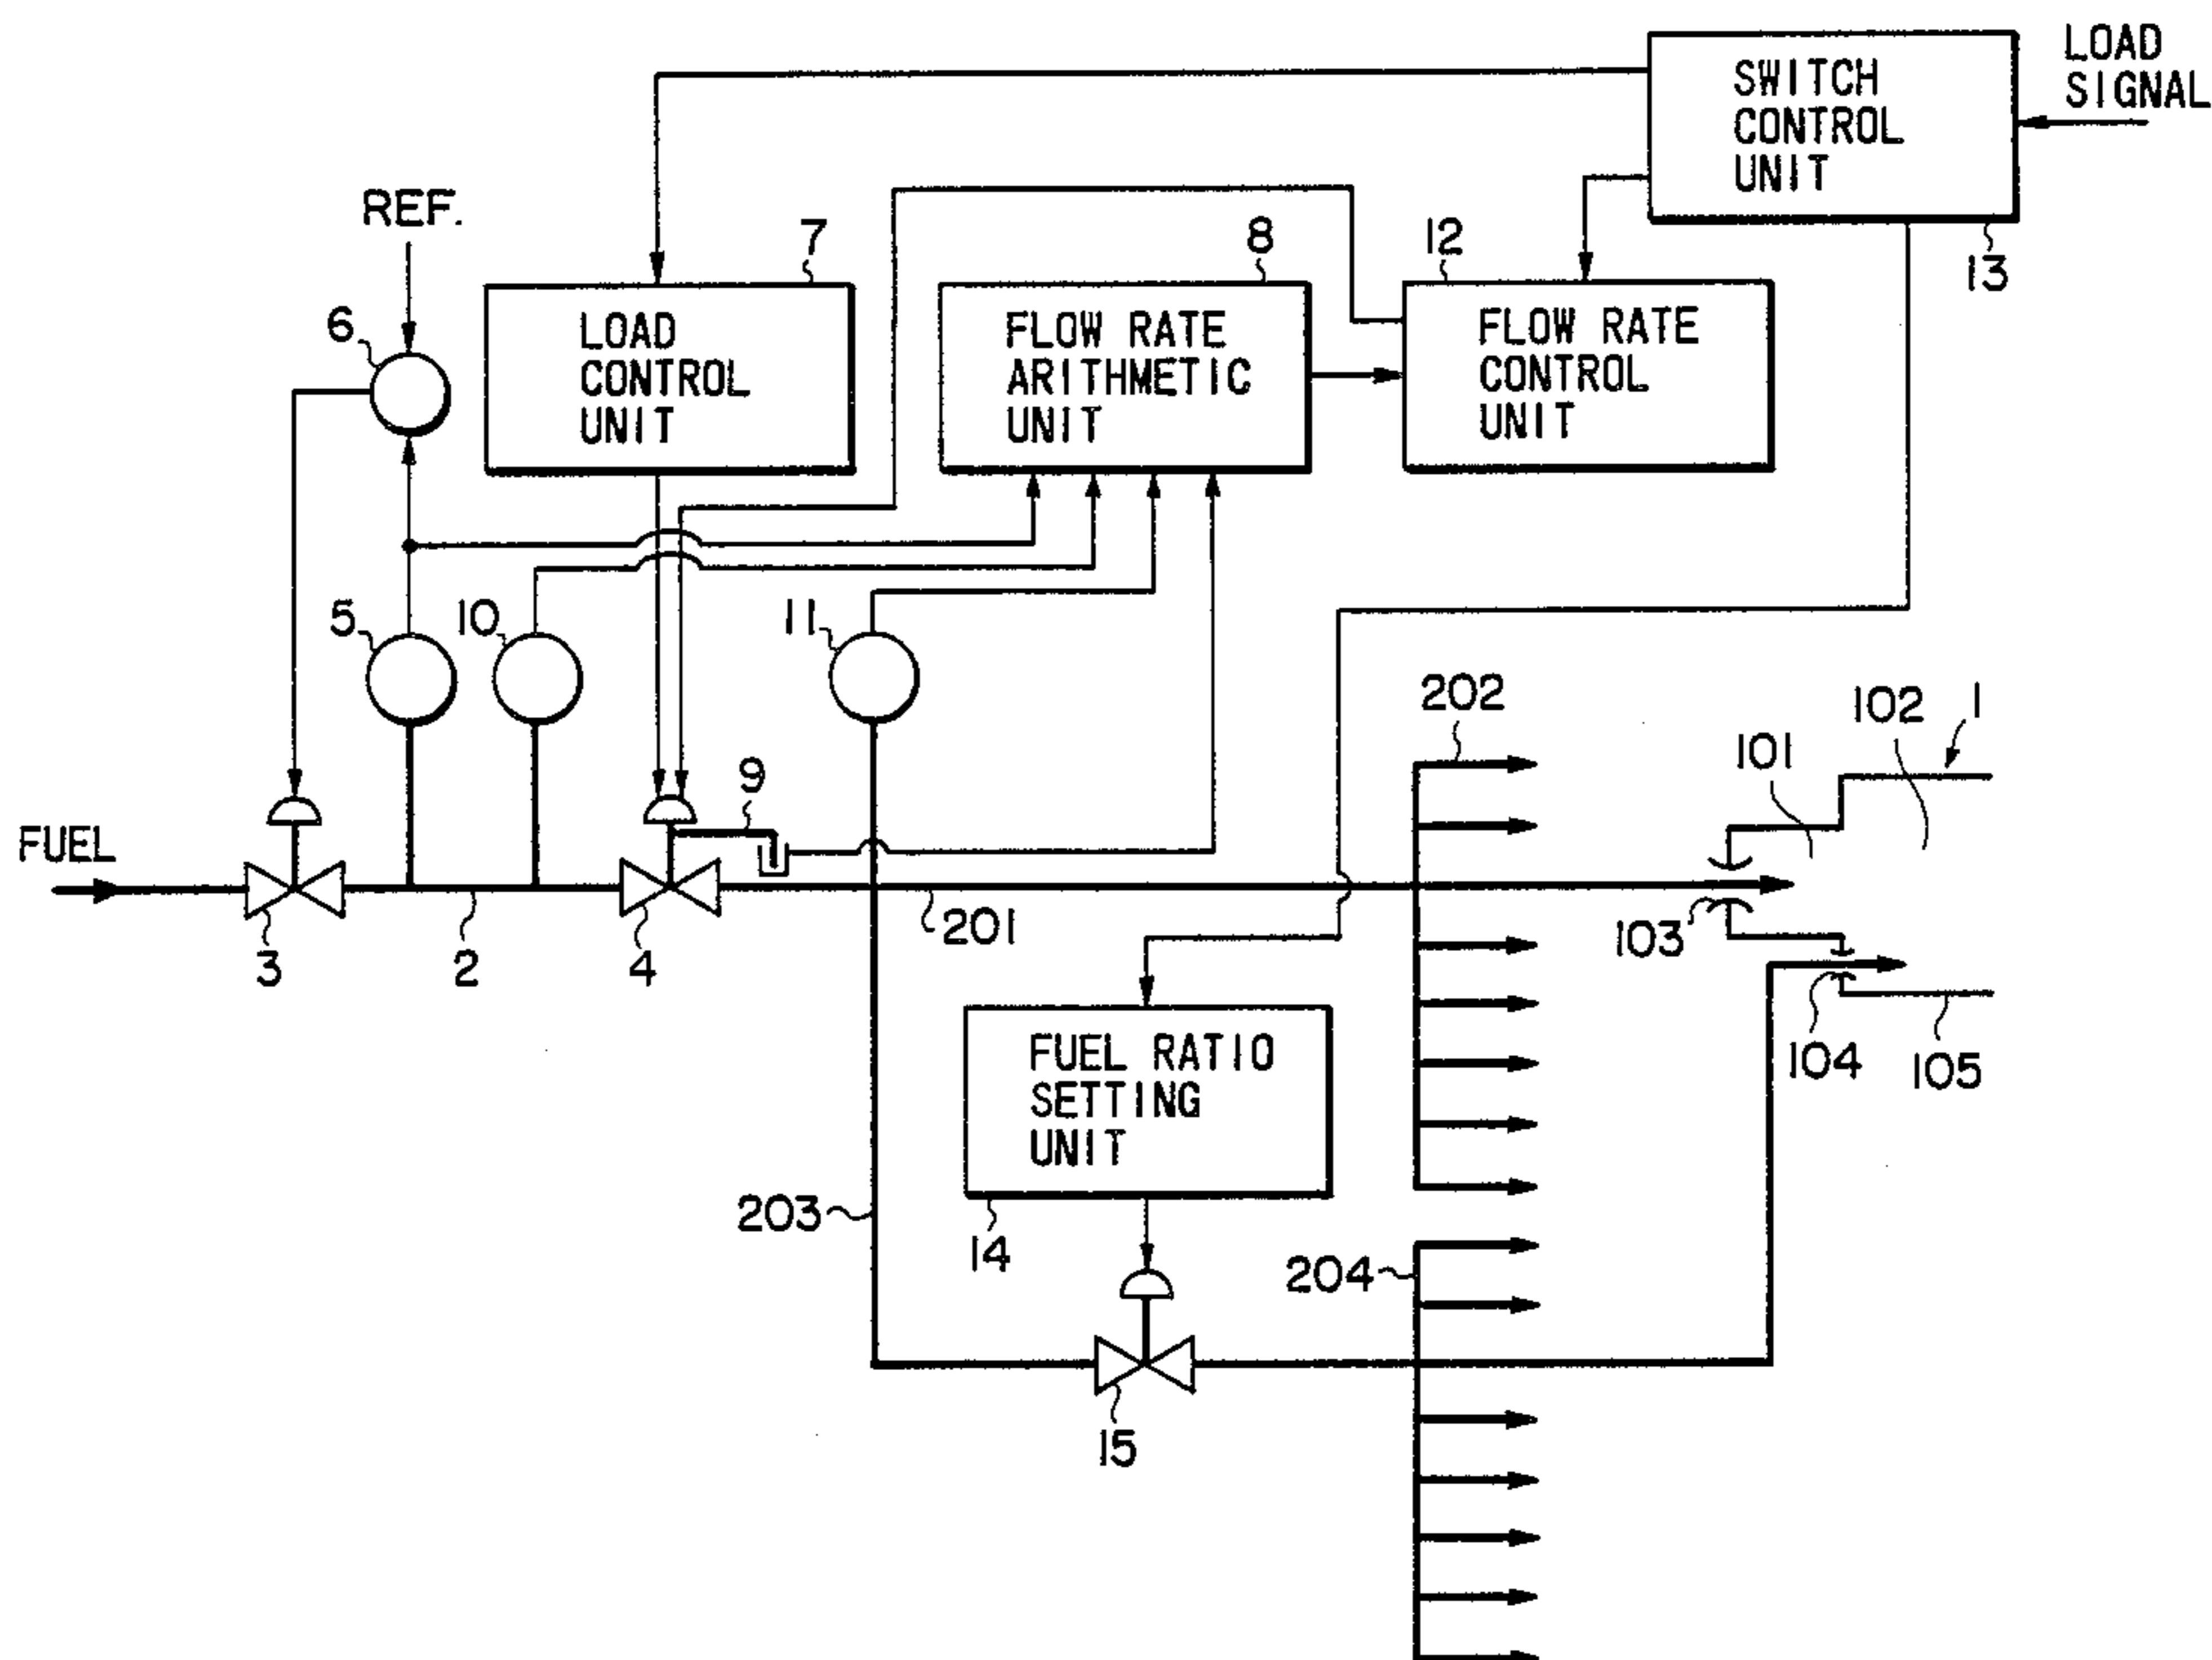 LOAD
SIGNAL
SWITCH
CONTROL
UNIT
13
REF.
7
8
12
6
LOAD
CONTROL
UNIT
FLOW RATE
ARITHMETIC
UNIT
FLOW RATE
CONTROL
UNIT
5
10
11
202
102
1
101
9
FUEL
3
2
4
201
103
104
105
FUEL RATIO
SETTING
UNIT
203
14
204
15